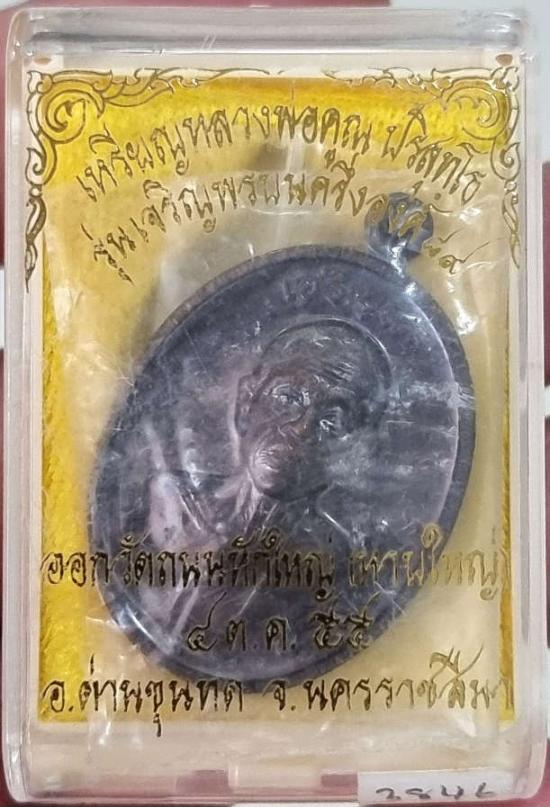 เหรียญหลวงพ่อคูณ ปริสุทฺโธ
รุ่นเจริญพรบนครึ่งองค์ ๘๙
ออกวัดถนนหักใหญ่
๔ ต.ค. ๕๕
อ.ด่านขุนทด จ.นครราชสีมา
2846